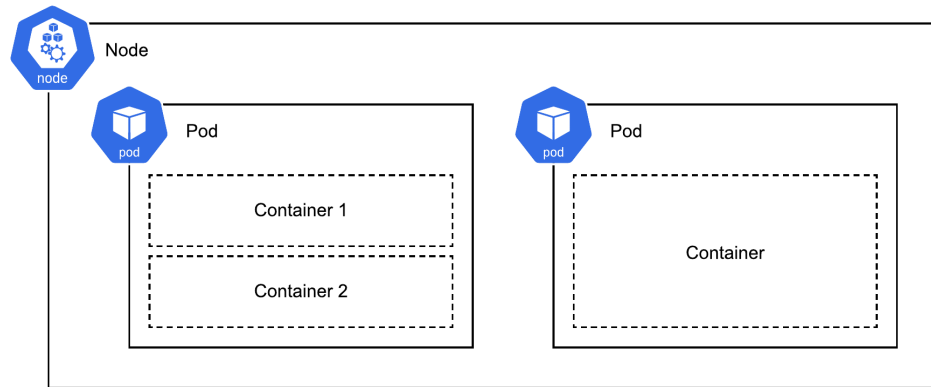 Node
node
Pod
pod
Container 1
Container 2
Pod
pod
Container